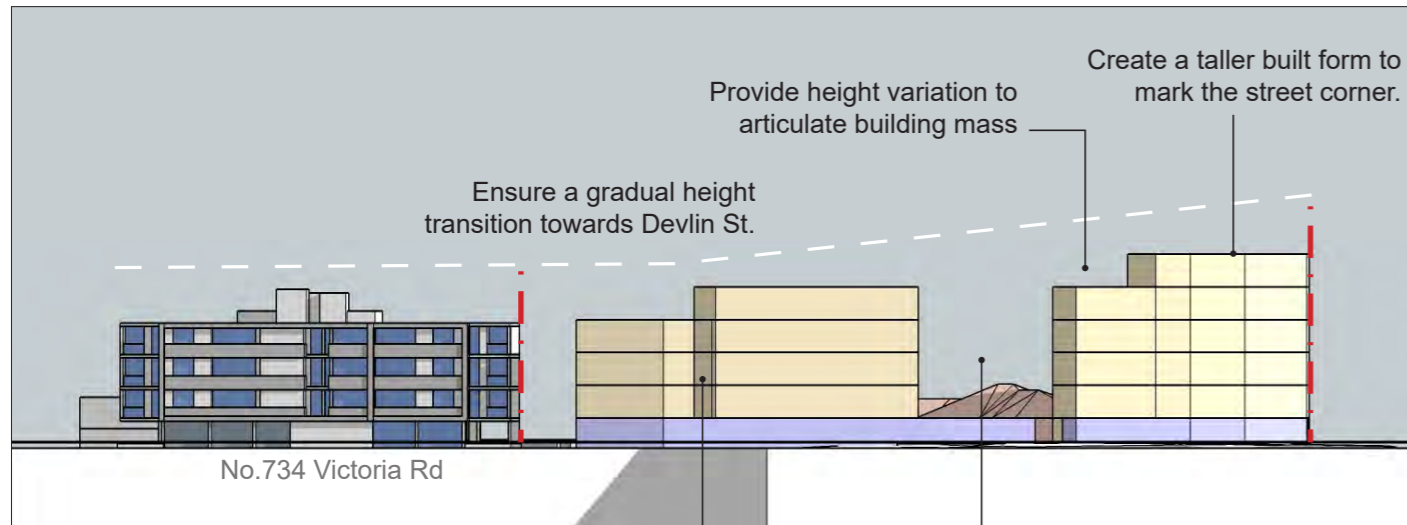 Create a taller built form to
mark the street corner.
Provide height variation to
articulate building mass
Ensure a gradual height
transition towards Devlin St.
No.734 Victoria Rd